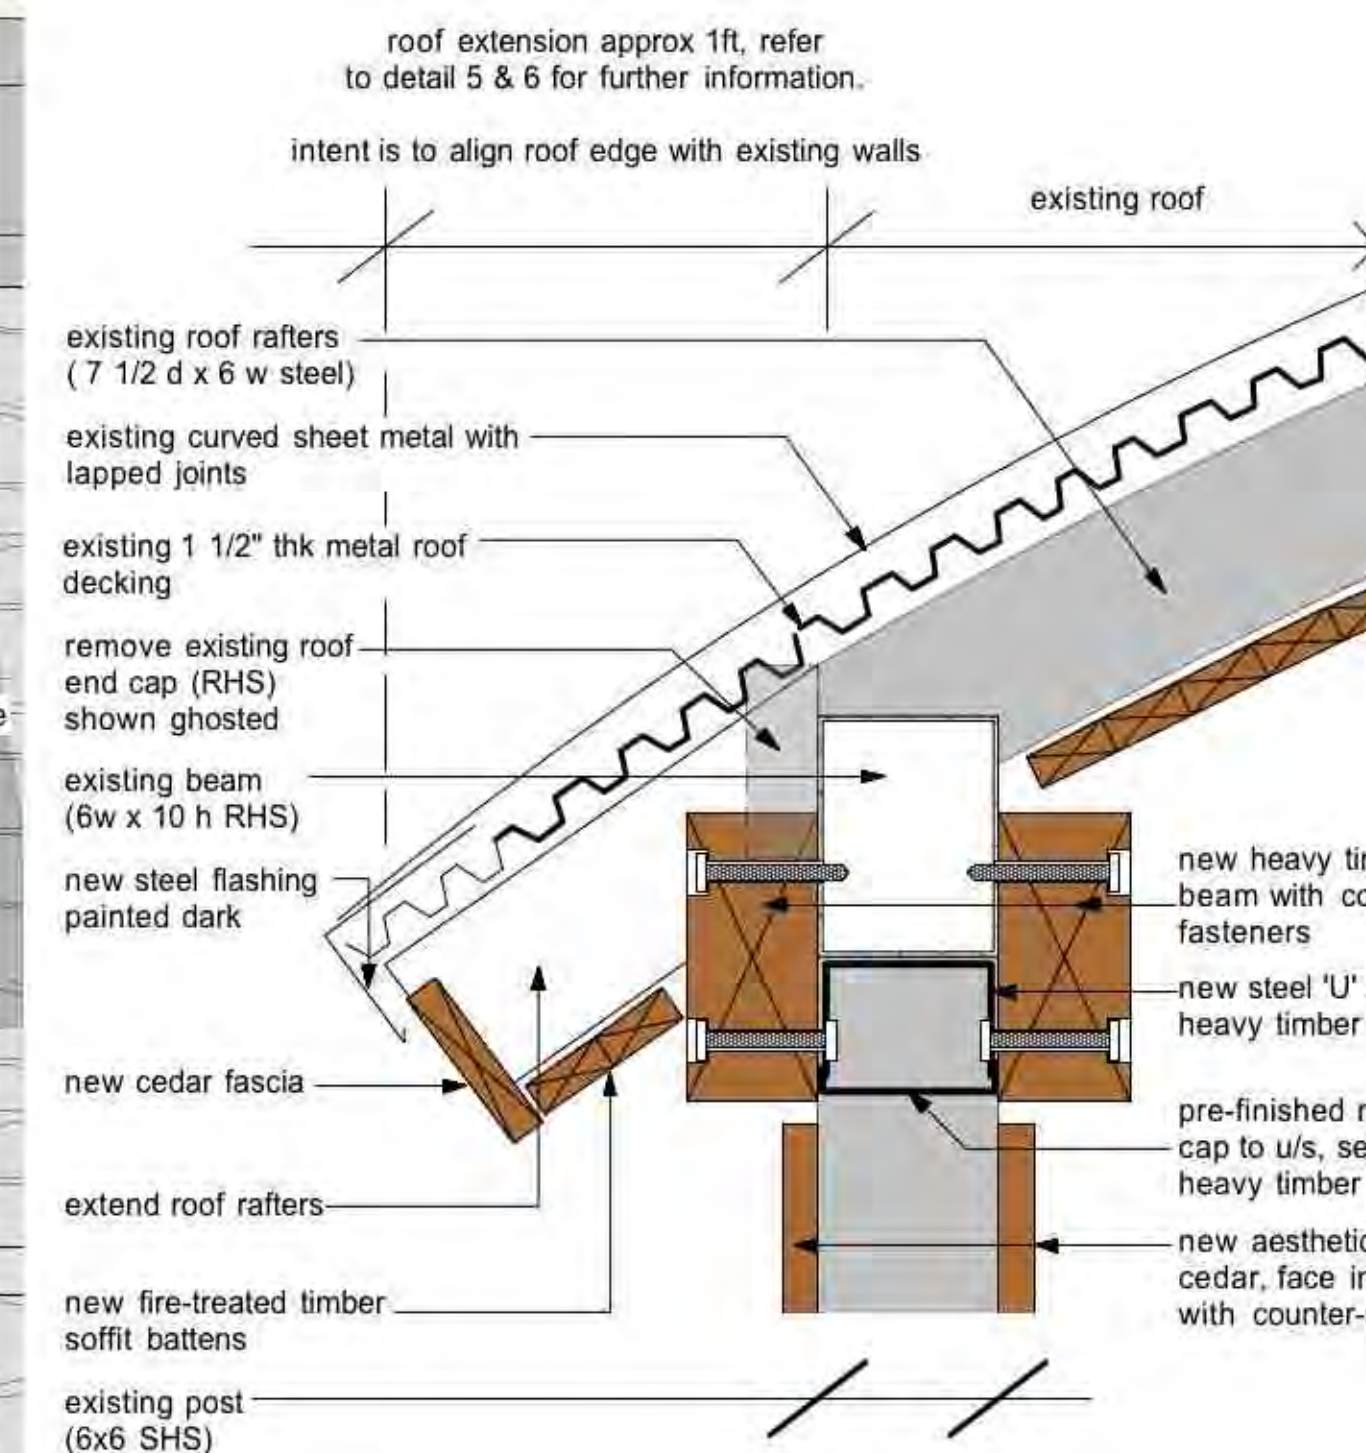 roof extension approx 1ft, refer
to detail 5 & 6 for further information.
intent is to align roof edge with existing walls
existing roof
existing roof rafters
( 7 1/2 d x 6 w steel)
existing curved sheet metal with
lapped joints
existing 1 1/2" thk metal roof
decking
remove existing roof
end cap (RHS)
shown ghosted
existing beam
(6w x 10 h RHS)
new steel flashing
painted dark
new cedar fascia
extend roof rafters
new fire-treated timber
soffit battens
existing post
(6x6 SHS)
new heavy
beam with
fasteners
new steel 'U'
heavy timber
pre-finished
cap to u/s,
heavy timber
new
cedar, face
with